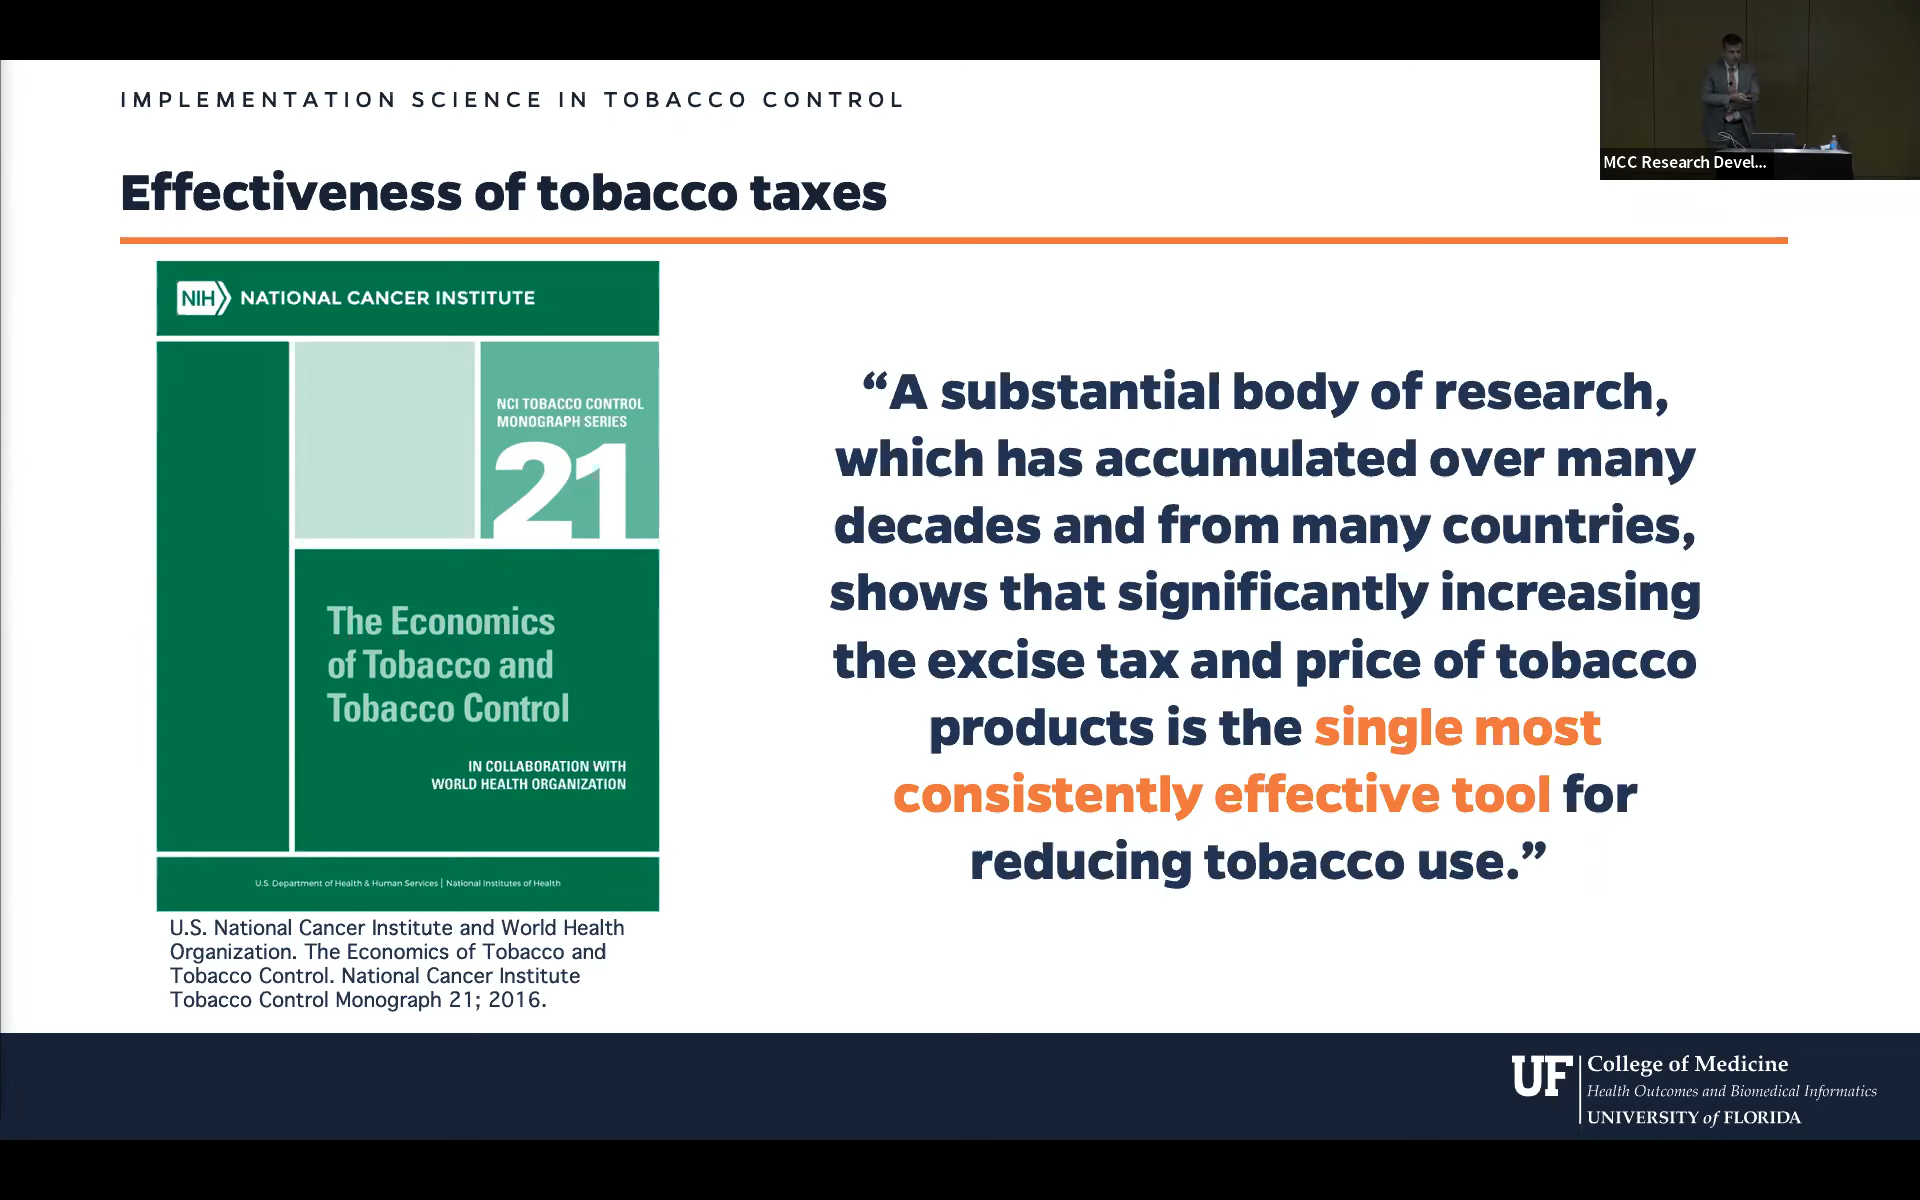 IMPLEMENTATION SCIENCE IN TOBACCO CONTROL
MCC Research Devel...
Effectiveness of tobacco taxes
NIH NATIONAL CANCER INSTITUTE
NCI TOBACCO CONTROL
MONOGRAPH SERIES
21
The Economics
of Tobacco and
Tobacco Control
IN COLLABORATION WITH
WORLD HEALTH ORGANIZATION
U.S. Department of Health & Human Services | National Institutes of Health
U.S. National Cancer Institute and World Health
Organization. The Economics of Tobacco and
Tobacco Control. National Cancer Institute
Tobacco Control Monograph 21; 2016.
“A substantial body of research,
which has accumulated over many
decades and from many countries,
shows that significantly increasing
the excise tax and price of tobacco
products is the single most
consistently effective tool for
reducing tobacco use.”
UF College of Medicine
Health Outcomes and Biomedical Informatics
UNIVERSITY of FLORIDA